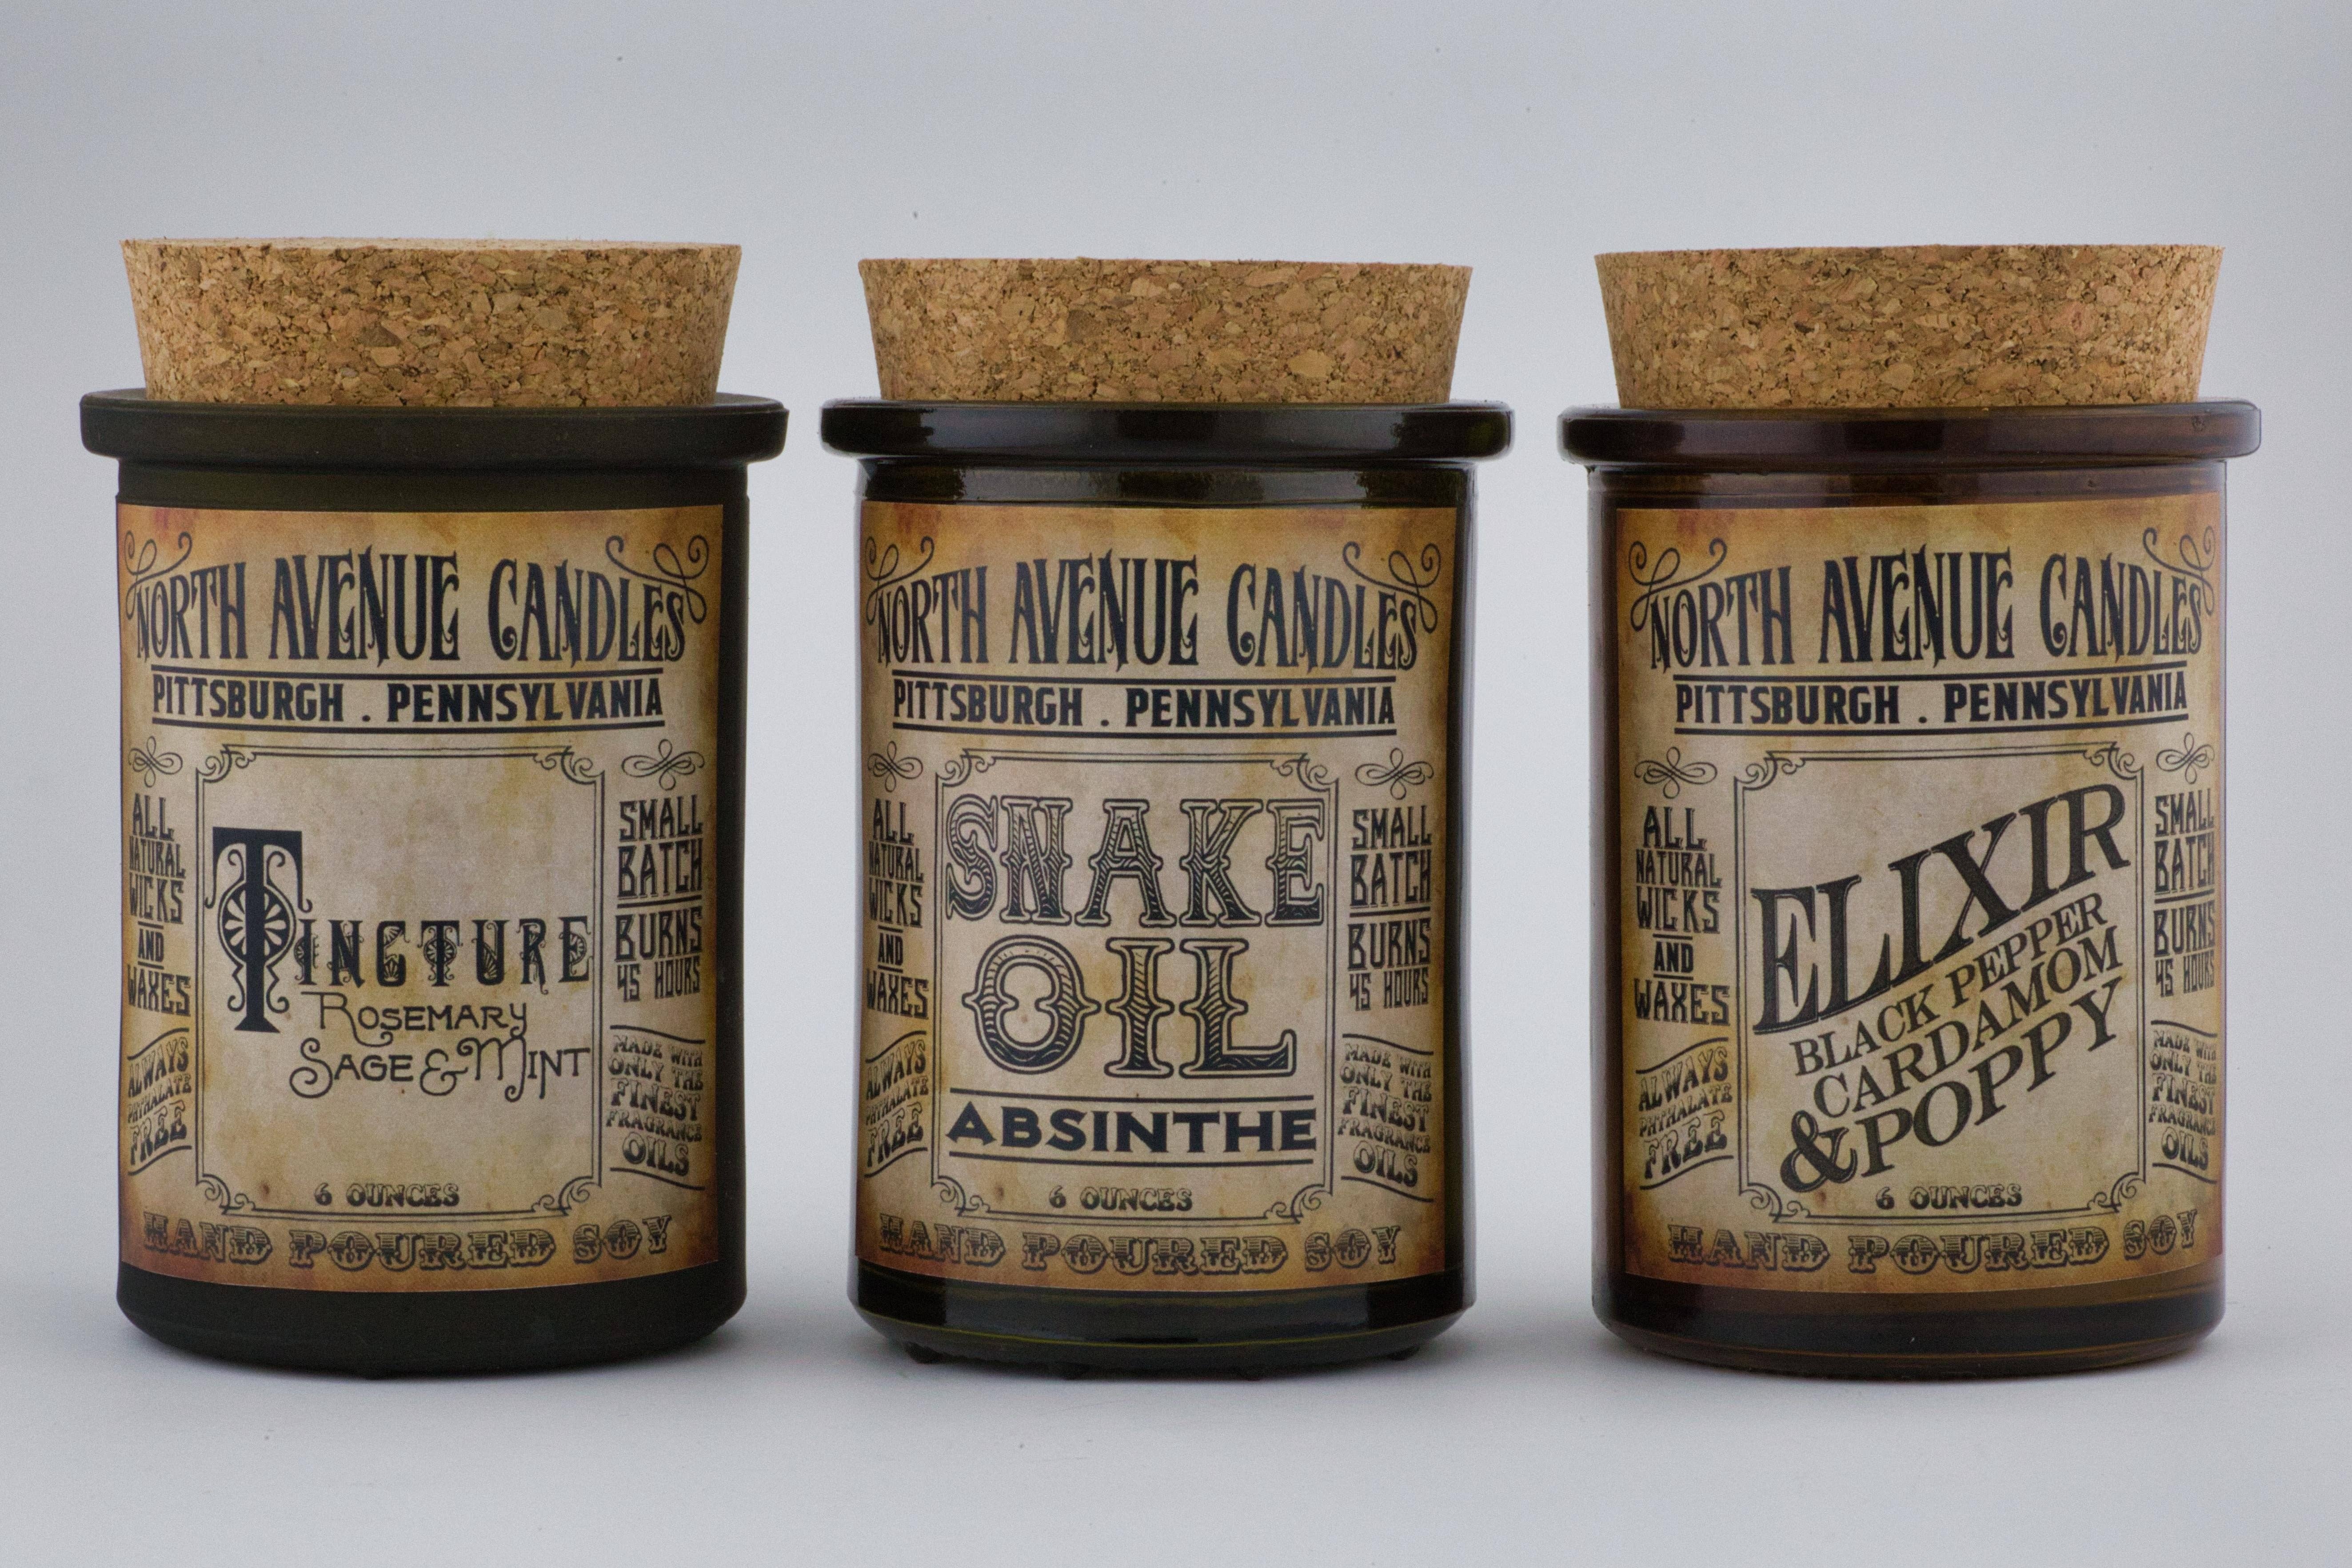 NORTH AVENUE CANDLES
PITTSBURGH . PENNSYLVANIA
ALL
NATURAL
WICKS
AND
WAXES
ALWAYS
PHTHALATE
FREE
TINCTURE
ROSEMARY
SAGE & MINT
6 OUNCES
SMALL
BATCH
BURNS
45 HOURS
MADE WITH
ONLY THE
FINEST
FRAGRANCE
OILS
HAND POURED SOY
NORTH AVENUE CANDLES
PITTSBURGH . PENNSYLVANIA
ALL
NATURAL
WICKS
AND
WAXES
ALWAYS
PHTHALATE
FREE
SNAKE
OIL
ABSINTHE
6 OUNCES
SMALL
BATCH
BURNS
45 HOURS
MADE WITH
ONLY THE
FINEST
FRAGRANCE
OILS
HAND POURED SOY
NORTH AVENUE CANDLES
PITTSBURGH . PENNSYLVANIA
ALL
NATURAL
WICKS
AND
WAXES
ALWAYS
PHTHALATE
FREE
ELIXIR
BLACK PEPPER
CARDAMOM
& POPPY
6 OUNCES
SMALL
BATCH
BURNS
45 HOURS
MADE WITH
ONLY THE
FINEST
FRAGRANCE
OILS
HAND POURED SOY